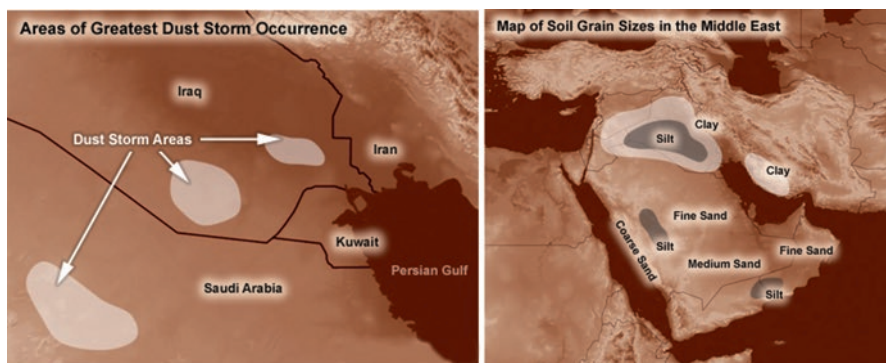 Areas of Greatest Dust Storm Occurrence
Iraq
Dust Storm Areas
Iran
Kuwait
Persian Gulf
Saudi Arabia
Map of Soil Grain Sizes in the Middle East
Clay
Silt
Clay
Fine Sand
Silt
Coarse Sand
Medium Sand
Fine Sand
Silt